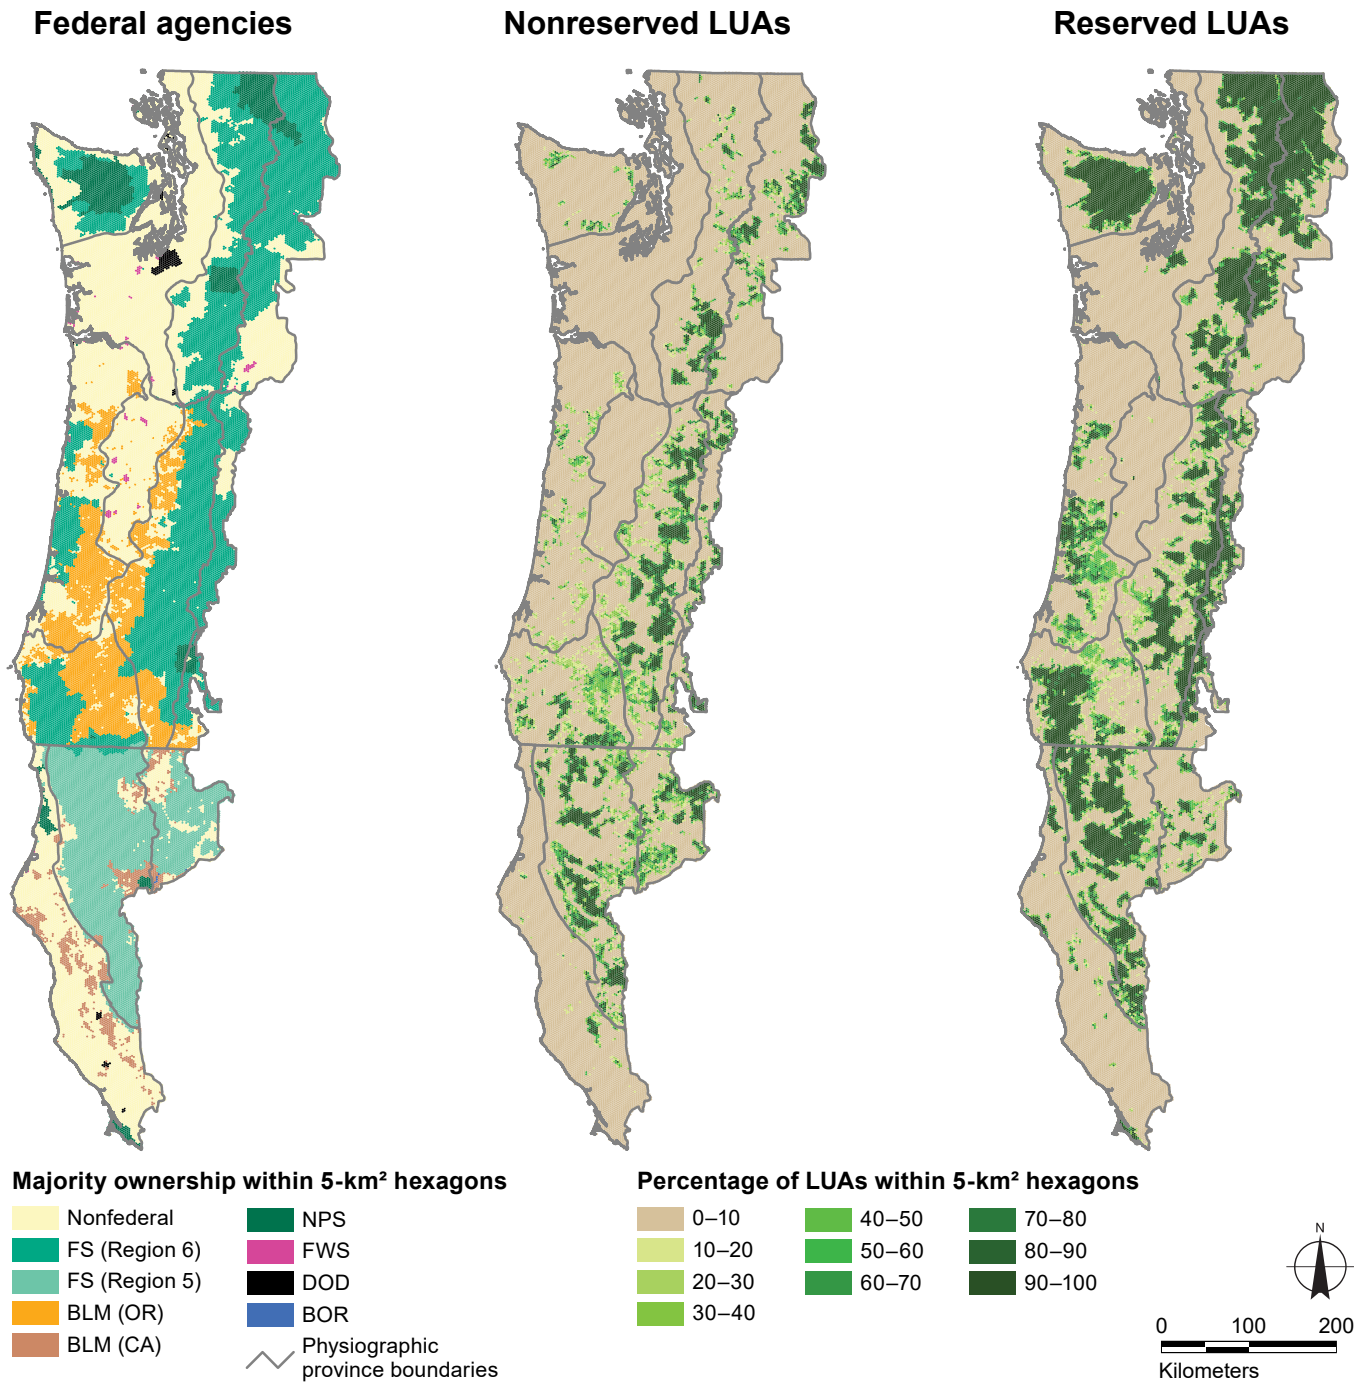 Federal agencies
Nonreserved LUAs
Reserved LUAs
Majority ownership within 5-km² hexagons
Nonfederal
FS (Region 6)
FS (Region 5)
BLM (OR)
BLM (CA)
NPS
FWS
DOD
BOR
Physiographic
province boundaries
Percentage of LUAs within 5-km² hexagons
0–10
10–20
20–30
30–40
40–50
50–60
60–70
70–80
80–90
90–100
N
0 100 200
Kilometers